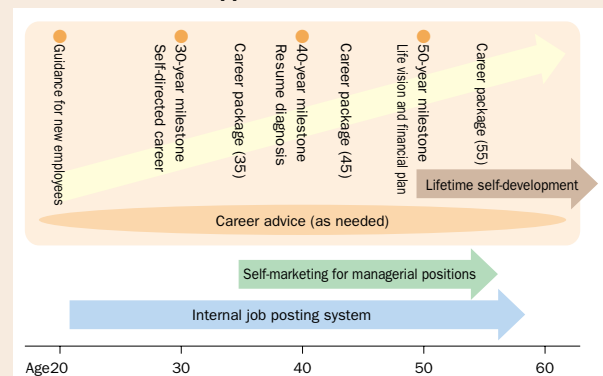 Guidance for new employees
30-year milestone
Self-directed career
Career package (35)
40-year milestone
Resume diagnosis
Career package (45)
50-year milestone
Life vision and financial plan
Career package (55)
Lifetime self-development
Career advice (as needed)
Self-marketing for managerial positions
Internal job posting system
Age20 30 40 50 60